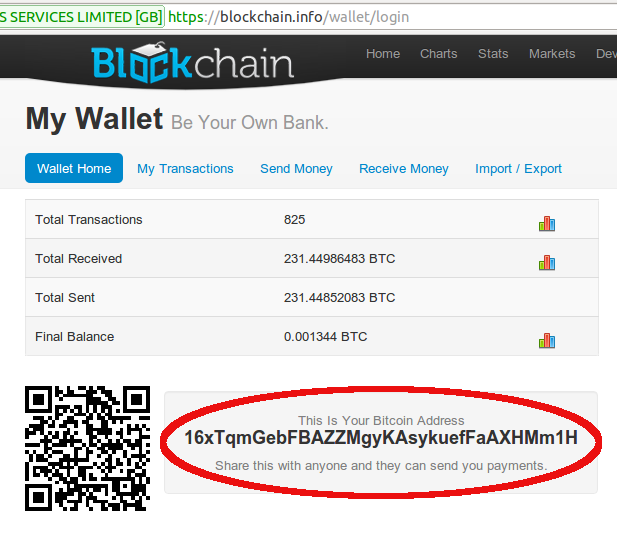 S SERVICES LIMITED [GB] https://blockchain.info/wallet/login
Blockchain Home Charts Stats Markets Dev
My Wallet Be Your Own Bank.
Wallet Home My Transactions Send Money Receive Money Import / Export
Total Transactions 825
Total Received 231.44986483 BTC
Total Sent 231.44852083 BTC
Final Balance 0.001344 BTC
This Is Your Bitcoin Address
16xTqmGebFBAZZMgyKAsykuefFaAXHMm1H
Share this with anyone and they can send you payments.